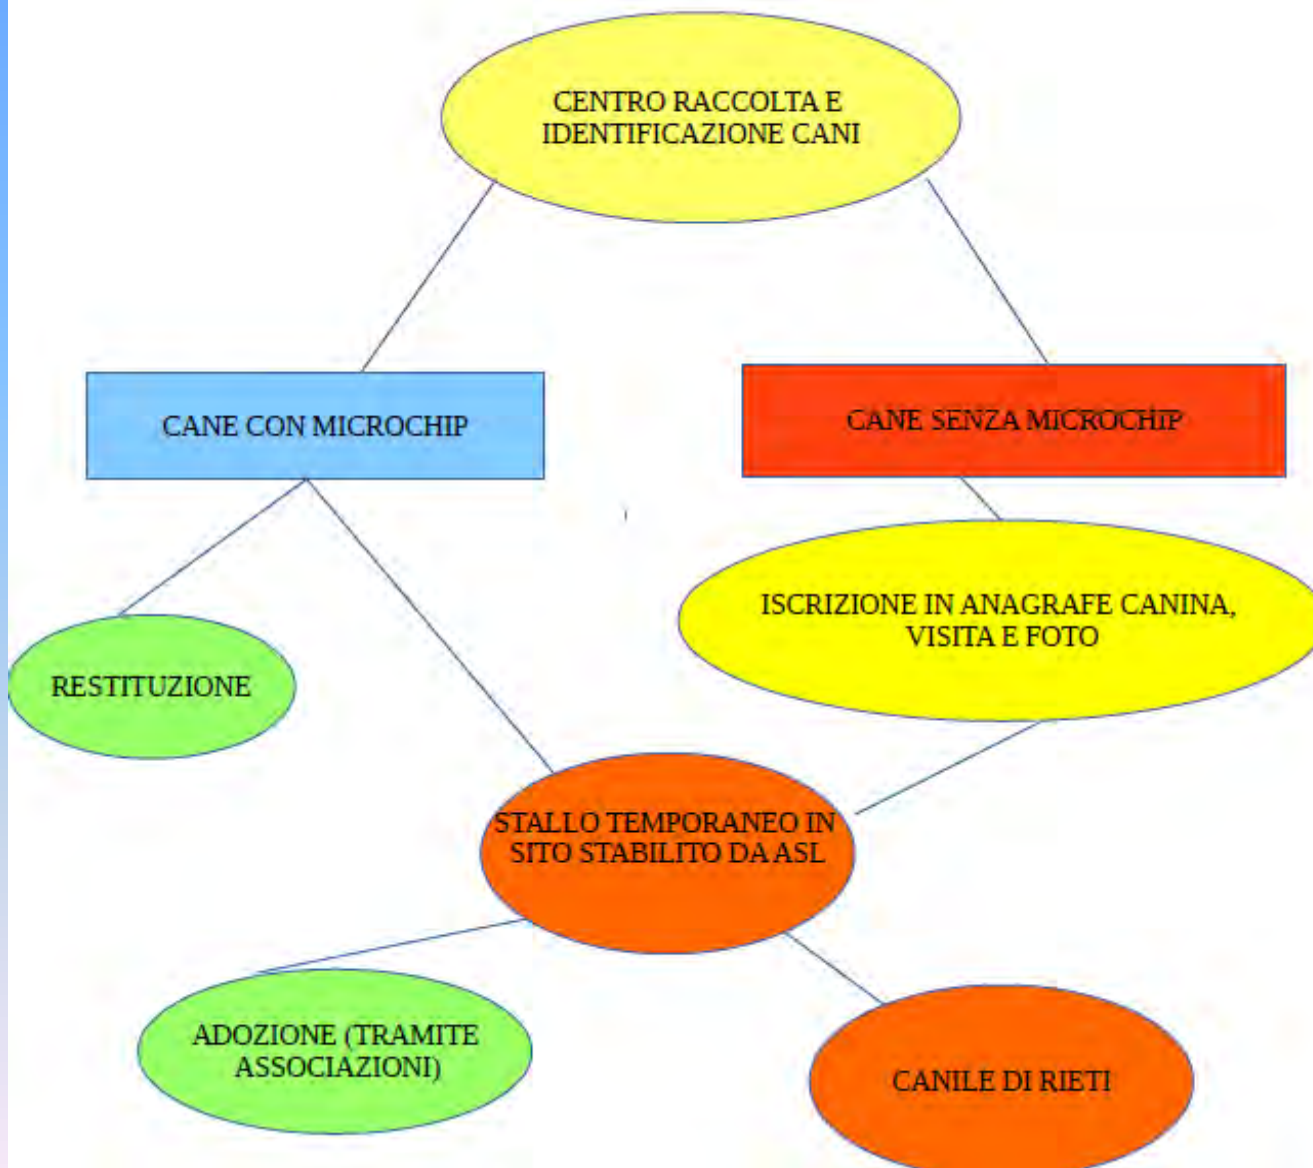 CENTRO RACCOLTA E
IDENTIFICAZIONE CANI
CANE CON MICROCHIP
CANE SENZA MICROCHIP
ISCRIZIONE IN ANAGRAFE CANINA,
VISITA E FOTO
RESTITUZIONE
STALLO TEMPORANEO IN
SITO STABILITO DA ASL
ADOZIONE (TRAMITE
ASSOCIAZIONI)
CANILE DI RIETI